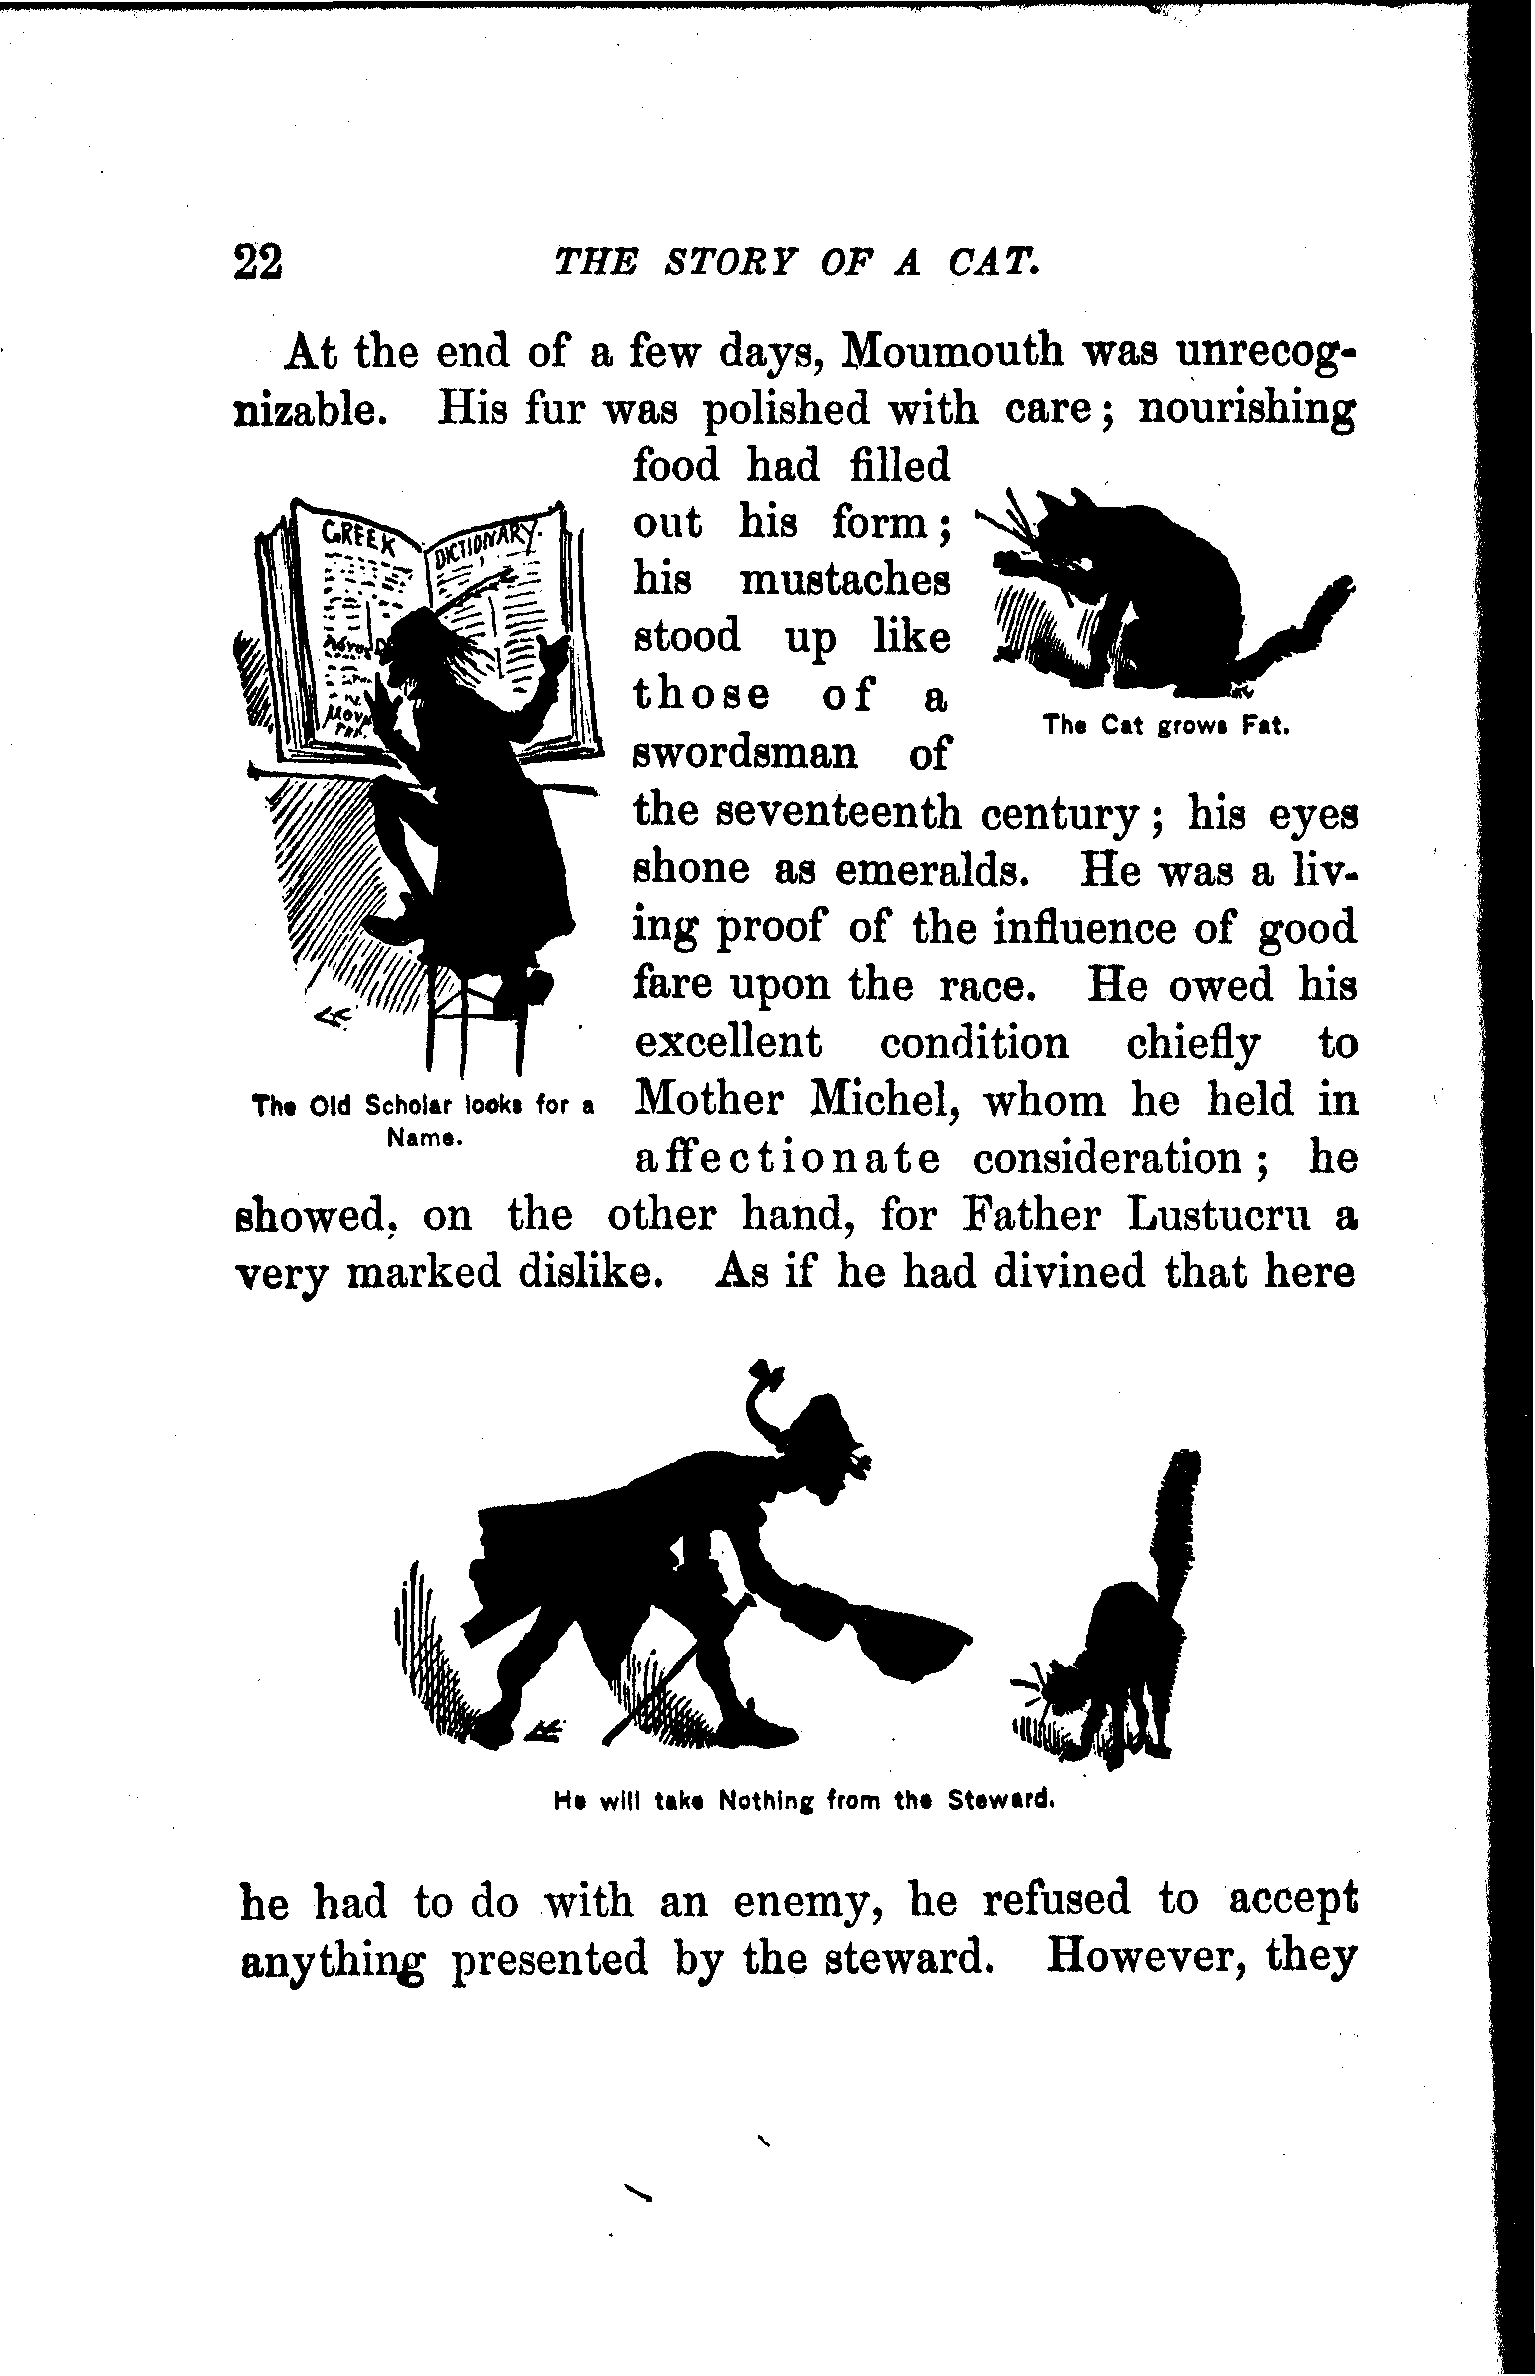 22 THE STORY OF A CAT.
At the end of a few days, Moumouth was unrecog-
nizable. His fur was polished with care; nourishing
food had filled
out his form;
his mustaches
stood up like
those of a
swordsman of
the seventeenth century; his eyes
shone as emeralds. He was a liv-
ing proof of the influence of good
fare upon the race. He owed his
excellent condition chiefly to
Mother Michel, whom he held in
affectionate consideration; he
GREEK
DICTIONARY.
The Old Scholar looks for a
Name.
The Cat grows Fat.
showed, on the other hand, for Father Lustucru a
very marked dislike. As if he had divined that here
He will take Nothing from the Steward.
he had to do with an enemy, he refused to accept
anything presented by the steward. However, they